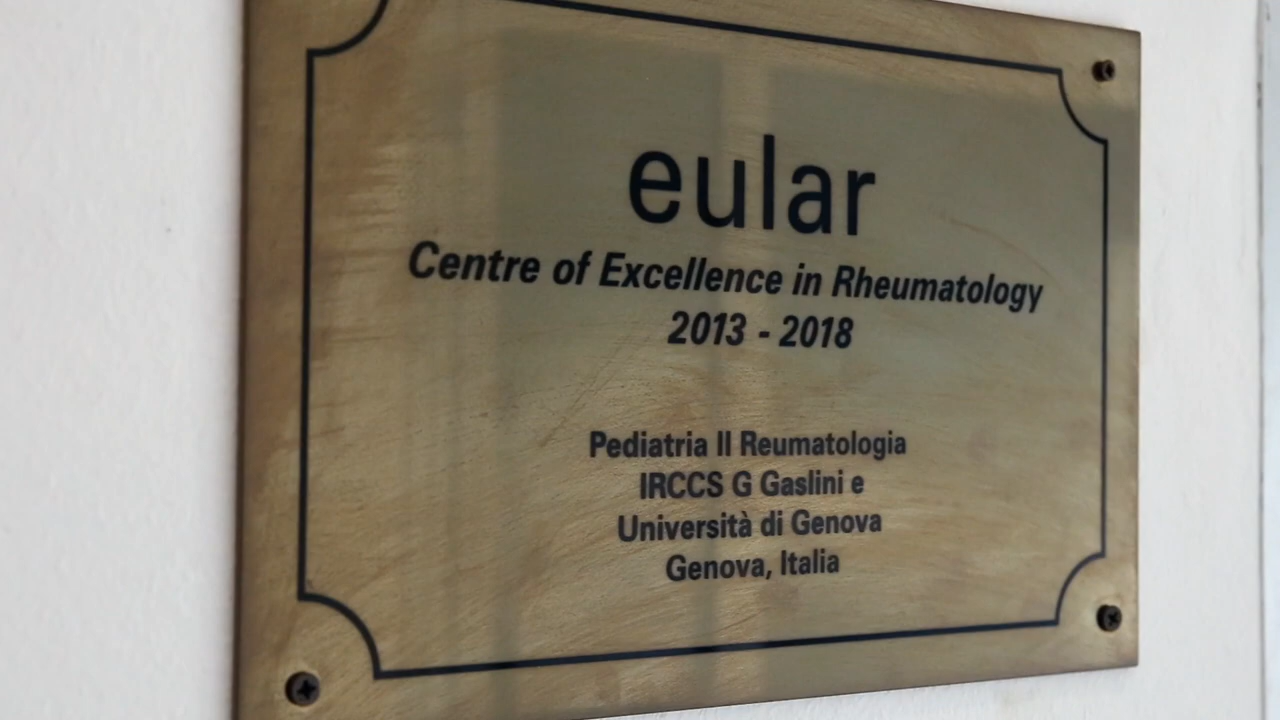 eular
Centre of Excellence in Rheumatology
2013 - 2018
Pediatria II Reumatologia
IRCCS G Gaslini e
Università di Genova
Genova, Italia